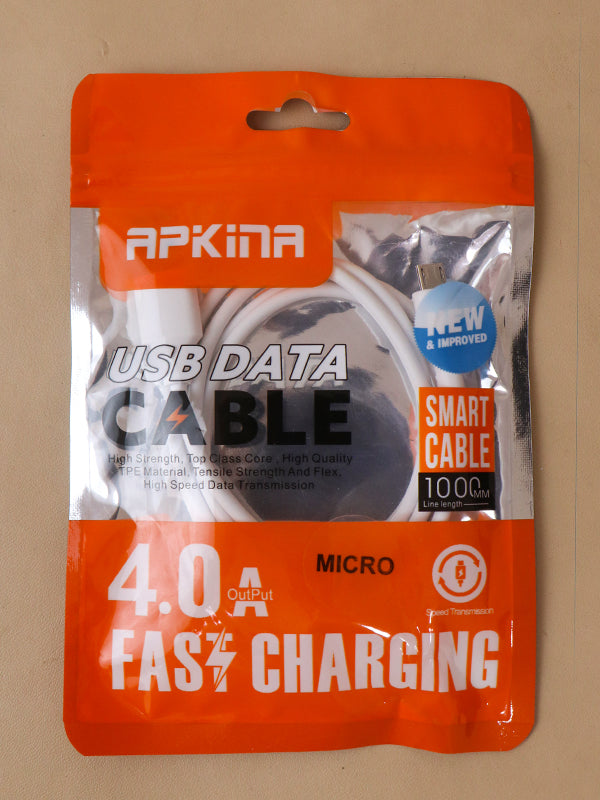 APKiNA
NEW
& IMPROVED
USB DATA
CABLE
High Strength, Top Class Core , High Quality
TPE Material, Tensile Strength And Flex,
High Speed Data Transmission
SMART
CABLE
1000MM
Line length
4.0A
OutPut
MICRO
Speed Transmission
FAST CHARGING